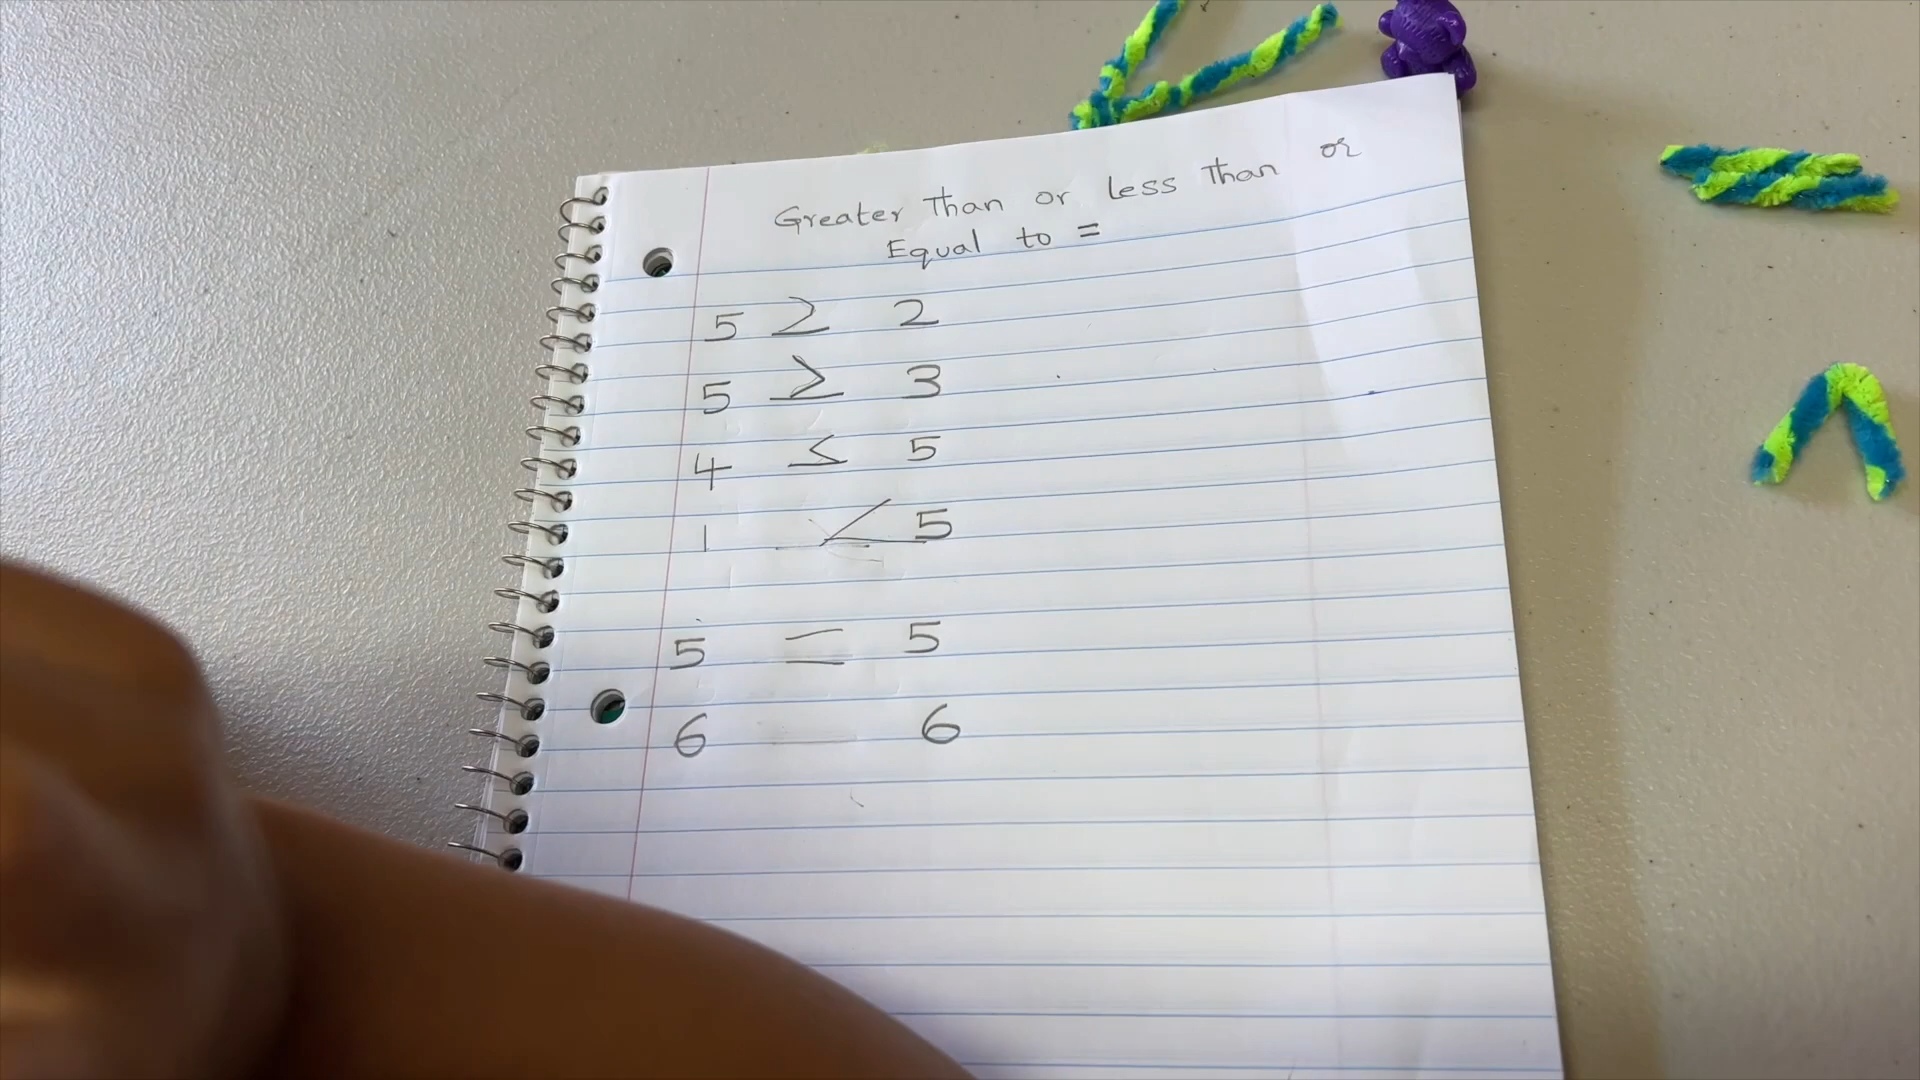 Greater Than or less Than or
Equal to =
5 ≥ 2
5 ≥ 3
4 ≤ 5
1 < 5
5 = 5
6 _ 6